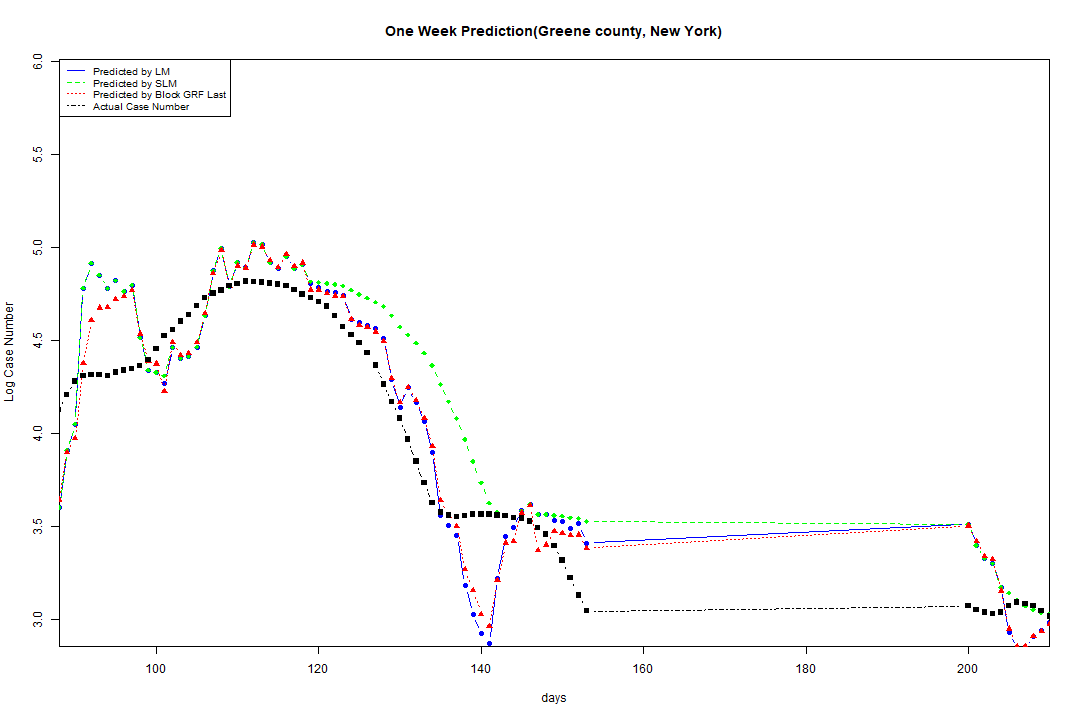 One Week Prediction(Greene county, New York)
Predicted by LM
Predicted by SLM
Predicted by Block GRF Last
Actual Case Number
6.0
5.5
5.0
4.5
4.0
3.5
3.0
Log Case Number
100 120 140 160 180 200
days